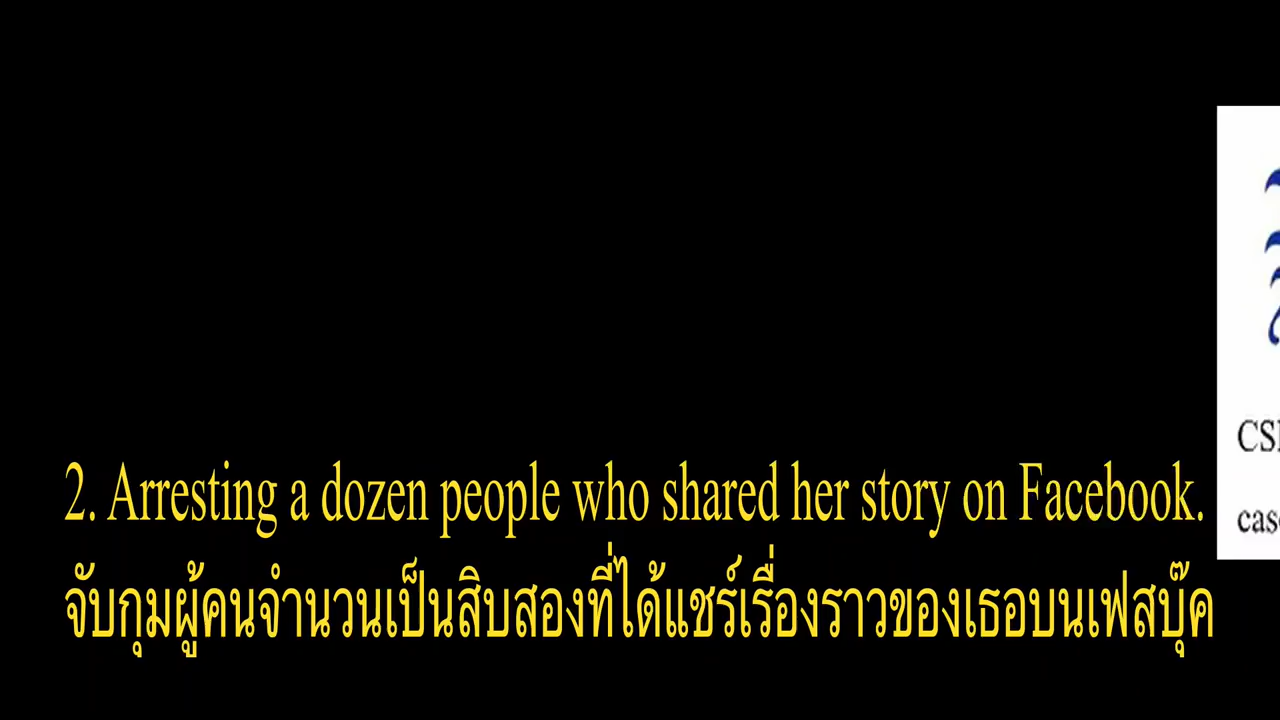 2. Arresting a dozen people who shared her story on Facebook.
จับกุมผู้คนจำนวนเป็นสิบสองที่ได้แชร์เรื่องราวของเธอบนเฟสบุ๊ค